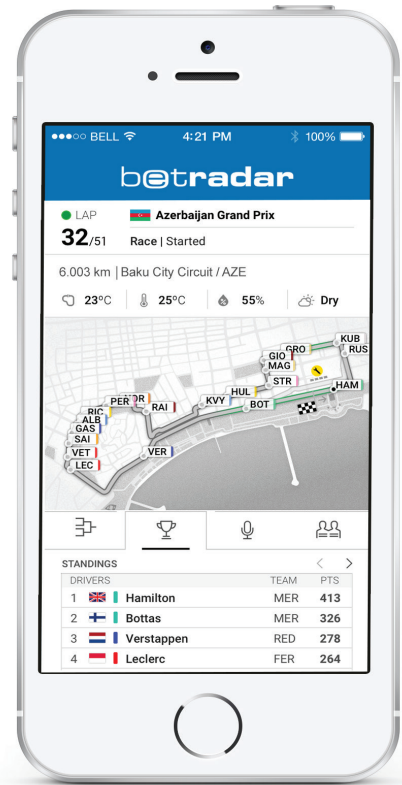 BELL 4:21 PM 100%
betradar
LAP Azerbaijan Grand Prix
32/51 Race | Started
6.003 km | Baku City Circuit / AZE
23°C 25°C 55% Dry
KUB
GRO RUS
GIO
MAG
STR HAM
HUL
PER OR RAI KVY BOT
RIC
ALB
GAS
SAI
VET VER
LEC
STANDINGS < >
DRIVERS TEAM PTS
1 Hamilton MER 413
2 Bottas MER 326
3 Verstappen RED 278
4 Leclerc FER 264